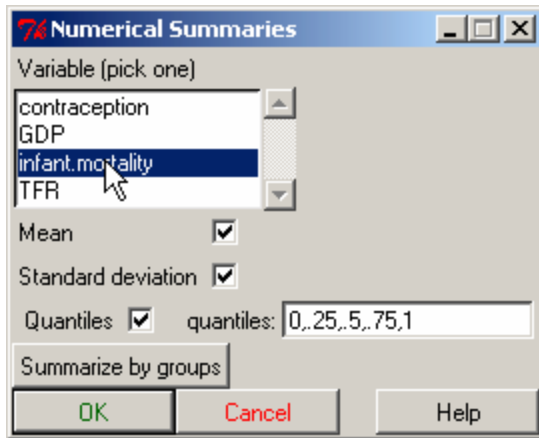 Numerical Summaries
Variable (pick one)
contraception
GDP
infant.mortality
TFR
Mean
Standard deviation
Quantiles quantiles: 0,.25,.5,.75,1
Summarize by groups
OK Cancel Help